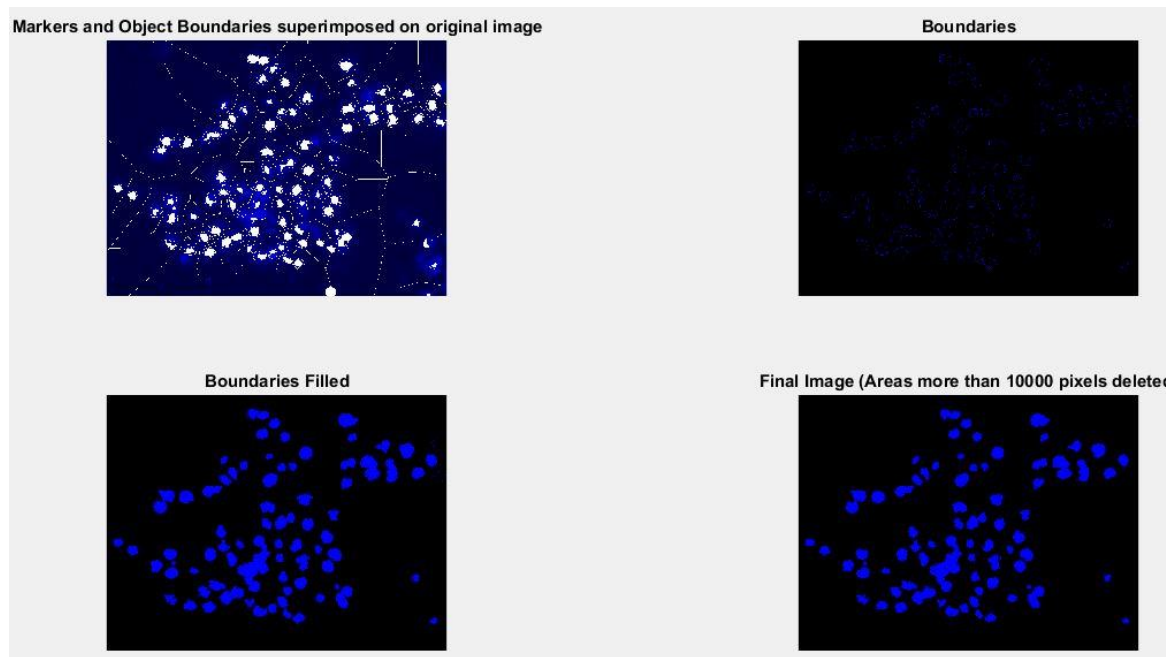 Markers and Object Boundaries superimposed on original image
Boundaries
Boundaries Filled
Final Image (Areas more than 10000 pixels delete